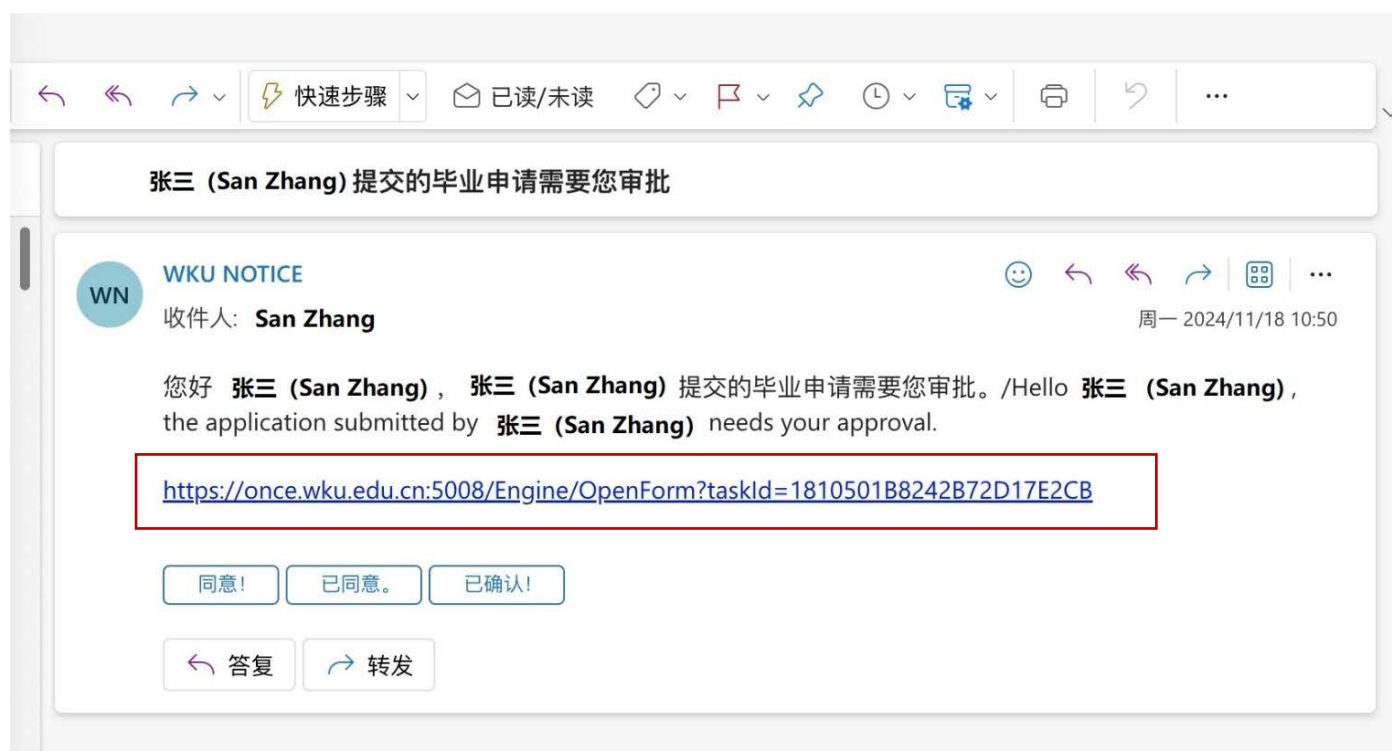 快速步骤 已读/未读
张三 (San Zhang) 提交的毕业申请需要您审批
WKU NOTICE
WN
收件人: San Zhang
周一 2024/11/18 10:50
您好 张三 (San Zhang) , 张三 (San Zhang) 提交的毕业申请需要您审批。/Hello 张三 (San Zhang) ,
the application submitted by 张三 (San Zhang) needs your approval.
https://once.wku.edu.cn:5008/Engine/OpenForm?taskId=1810501B8242B72D17E2CB
同意! 已同意。 已确认!
答复 转发